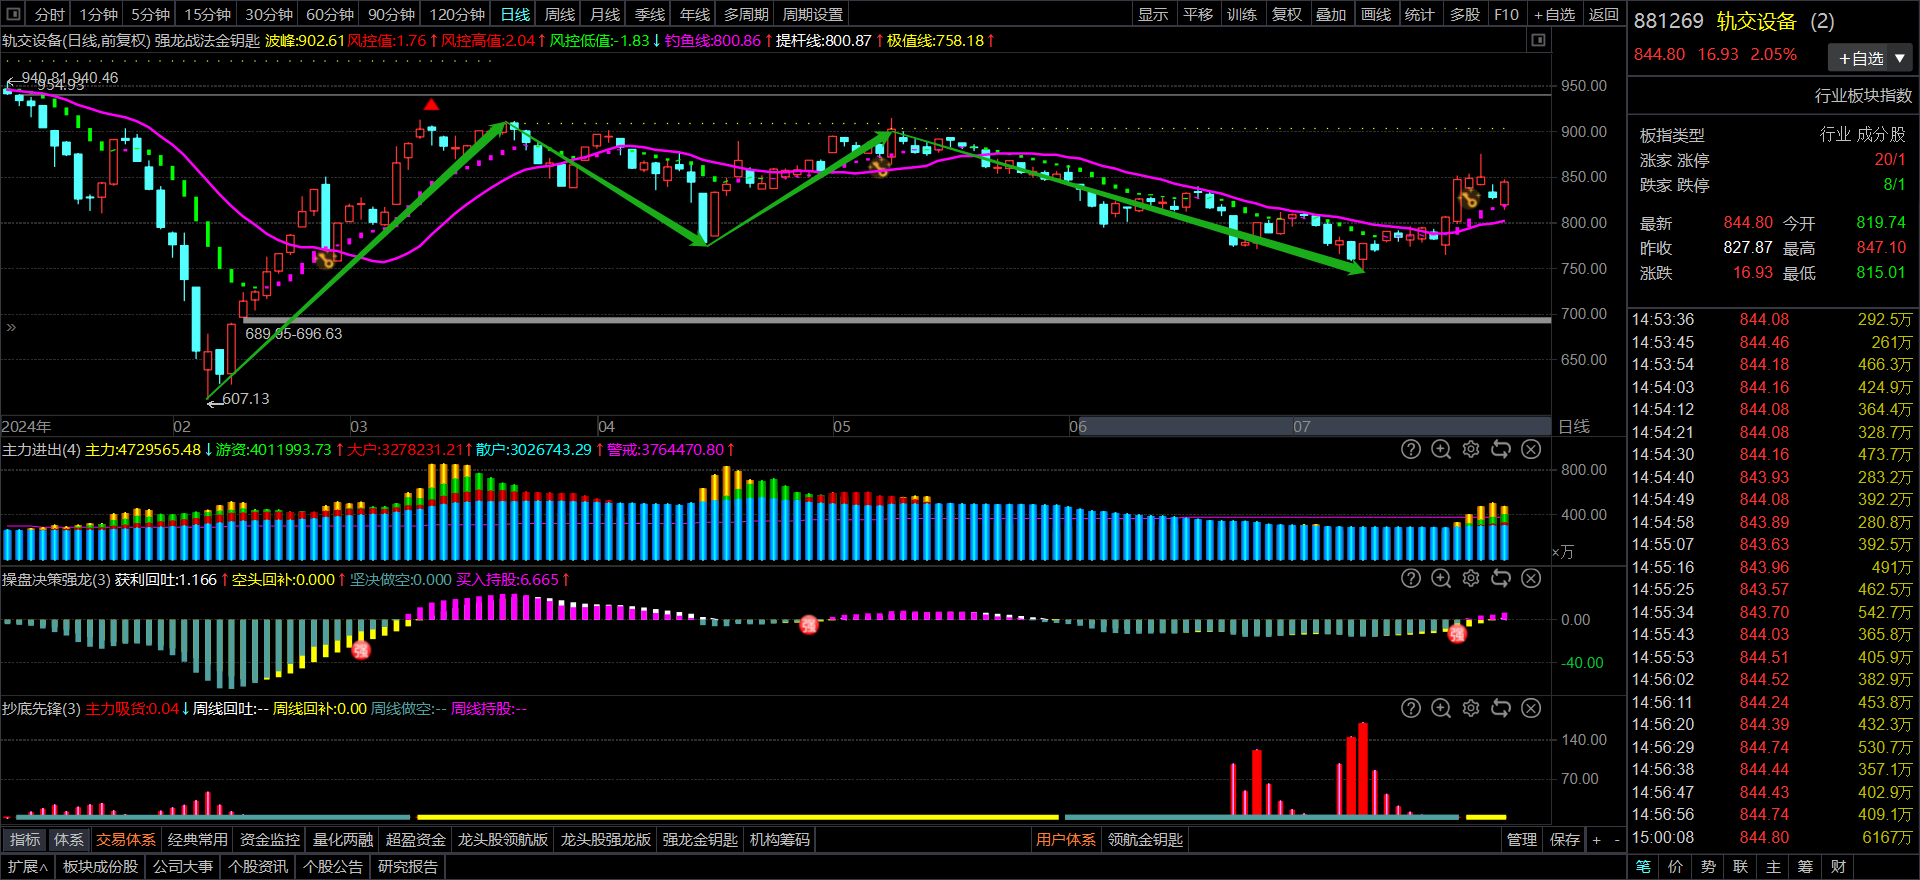 分时 1分钟 5分钟 15分钟 30分钟 60分钟 90分钟 120分钟 日线 周线 月线 季线 年线 多周期 周期设置 显示 平移 训练 复权 叠加 画线 统计 多股 F10 +自选 返回
轨交设备(日线,前复权) 强龙战法金钥匙 波峰:902.61 风控值:1.76↑ 风控高值:2.04↑ 风控低值:-1.83↓ 钓鱼线:800.86↑ 提杆线:800.87↑ 极值线:758.18↑
940.81-940.46
954.93
950.00
900.00
850.00
800.00
750.00
700.00
650.00
»
689.95-696.63
607.13
2024年 02 03 04 05 06 07 日线
主力进出(4) 主力:4729565.48↓ 游资:4011993.73↑ 大户:3278231.21↑ 散户:3026743.29↑ 警戒:3764470.80↑
800.00
400.00
×万
操盘决策强龙(3) 获利回吐:1.166↑ 空头回补:0.000↑ 坚决做空:0.000 买入持股:6.665↑
强 强 强
0.00
-40.00
抄底先锋(3) 主力吸货:0.04↓ 周线回吐:-- 周线回补:0.00 周线做空:-- 周线持股:--
140.00
70.00
指标 体系 交易体系 经典常用 资金监控 量化两融 超盈资金 龙头股领航版 龙头股强龙版 强龙金钥匙 机构筹码 用户体系 领航金钥匙 管理 保存 + -
扩展∧ 板块成份股 公司大事 个股资讯 个股公告 研究报告
881269 轨交设备 (2)
844.80 16.93 2.05% +自选 ▼
行业板块指数
板指类型 行业 成分股
涨家 涨停 20/1
跌家 跌停 8/1
最新 844.80 今开 819.74
昨收 827.87 最高 847.10
涨跌 16.93 最低 815.01
14:53:36 844.08 292.5万
14:53:45 844.46 261万
14:53:54 844.18 466.3万
14:54:03 844.16 424.9万
14:54:12 844.08 364.4万
14:54:21 844.08 328.7万
14:54:30 844.16 473.7万
14:54:40 843.93 283.2万
14:54:49 844.08 392.2万
14:54:58 843.89 280.8万
14:55:07 843.63 392.5万
14:55:16 843.96 491万
14:55:25 843.57 462.5万
14:55:34 843.70 542.7万
14:55:43 844.03 365.8万
14:55:53 844.51 405.9万
14:56:02 844.52 382.9万
14:56:11 844.24 453.8万
14:56:20 844.39 432.3万
14:56:29 844.74 530.7万
14:56:38 844.44 357.1万
14:56:47 844.43 402.9万
14:56:56 844.74 409.1万
15:00:08 844.80 6167万
笔 价 势 联 主 筹 财